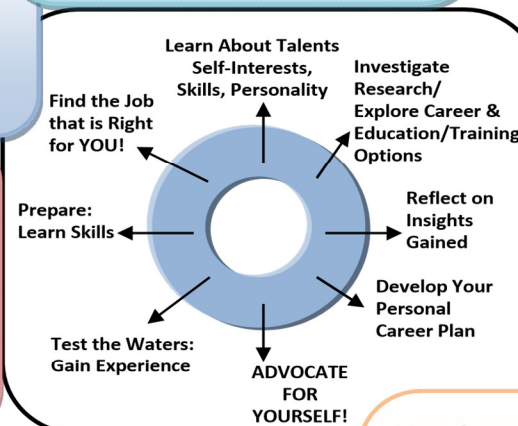 Learn About Talents
Self-Interests,
Skills, Personality
Investigate
Research/
Explore Career &
Education/Training
Options
Reflect on
Insights
Gained
Develop Your
Personal
Career Plan
ADVOCATE
FOR
YOURSELF!
Test the Waters:
Gain Experience
Prepare:
Learn Skills
Find the Job
that is Right
for YOU!